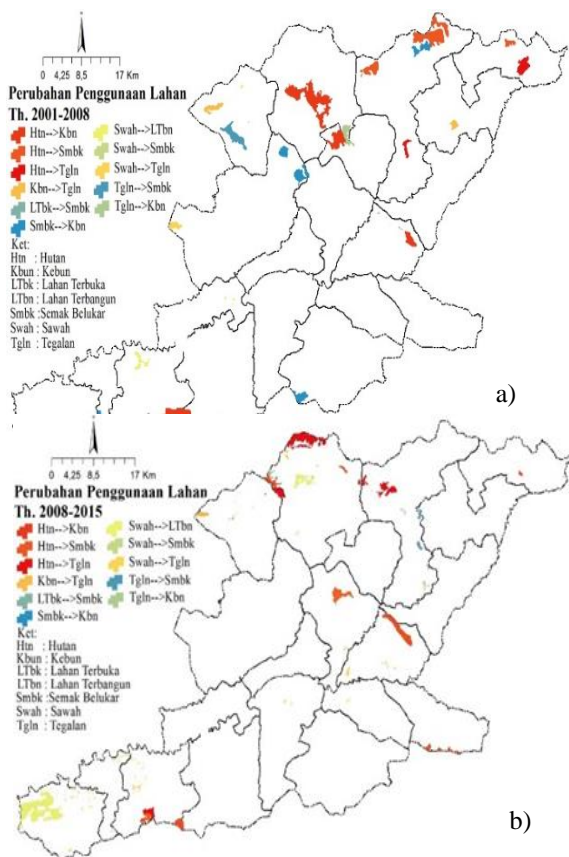 0 4,25 8,5 17 Km
Perubahan Penggunaan Lahan
Th. 2001-2008
Htn-->Kbn
Htn-->Smbk
Htn-->Tgln
Kbn-->Tgln
LTbk-->Smbk
Smbk-->Kbn
Swah-->LTbn
Swah-->Smbk
Swah-->Tgln
Tgln-->Smbk
Tgln-->Kbn
Ket:
Htn : Hutan
Kbun : Kebun
LTbk : Lahan Terbuka
LTbn : Lahan Terbangun
Smbk : Semak Belukar
Swah : Sawah
Tgln : Tegalan
a)
0 4,25 8,5 17 Km
Perubahan Penggunaan Lahan
Th. 2008-2015
Htn-->Kbn
Htn-->Smbk
Htn-->Tgln
Kbn-->Tgln
LTbk-->Smbk
Smbk-->Kbn
Swah-->LTbn
Swah-->Smbk
Swah-->Tgln
Tgln-->Smbk
Tgln-->Kbn
Ket:
Htn : Hutan
Kbun : Kebun
LTbk : Lahan Terbuka
LTbn : Lahan Terbangun
Smbk : Semak Belukar
Swah : Sawah
Tgln : Tegalan
b)